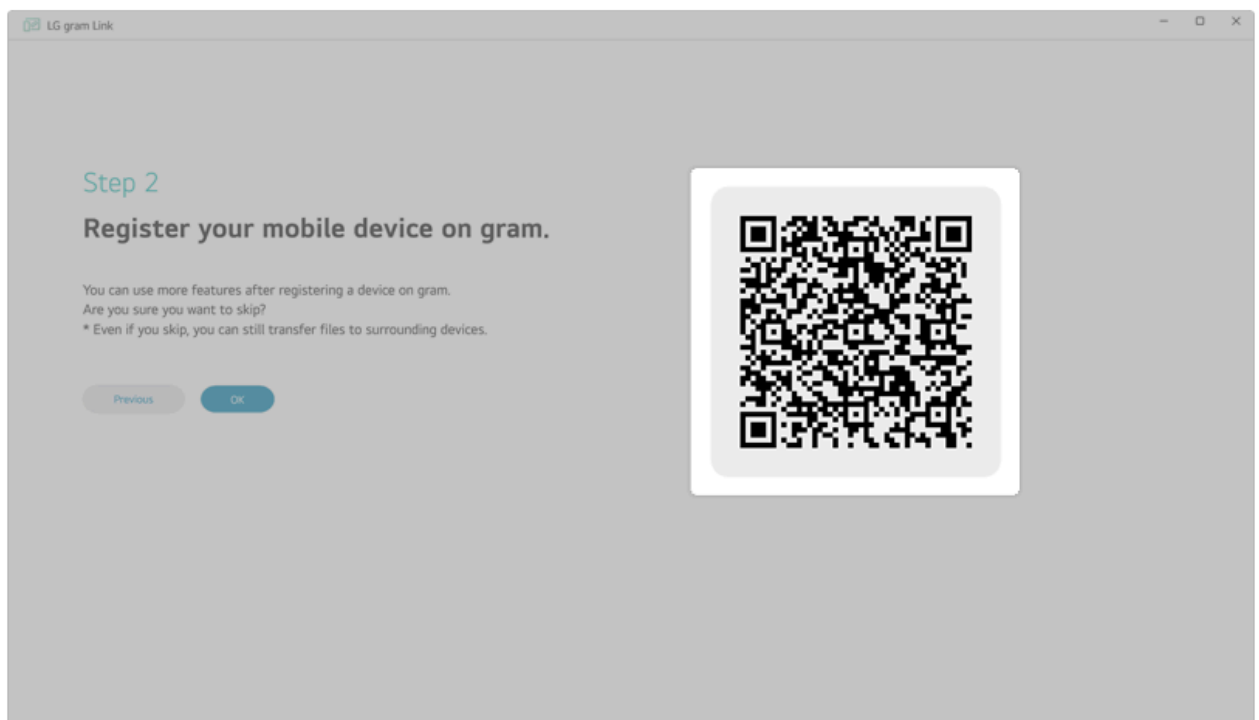 LG gram Link
Step 2
Register your mobile device on gram.
You can use more features after registering a device on gram.
Are you sure you want to skip?
* Even if you skip, you can still transfer files to surrounding devices.
Previous
OK